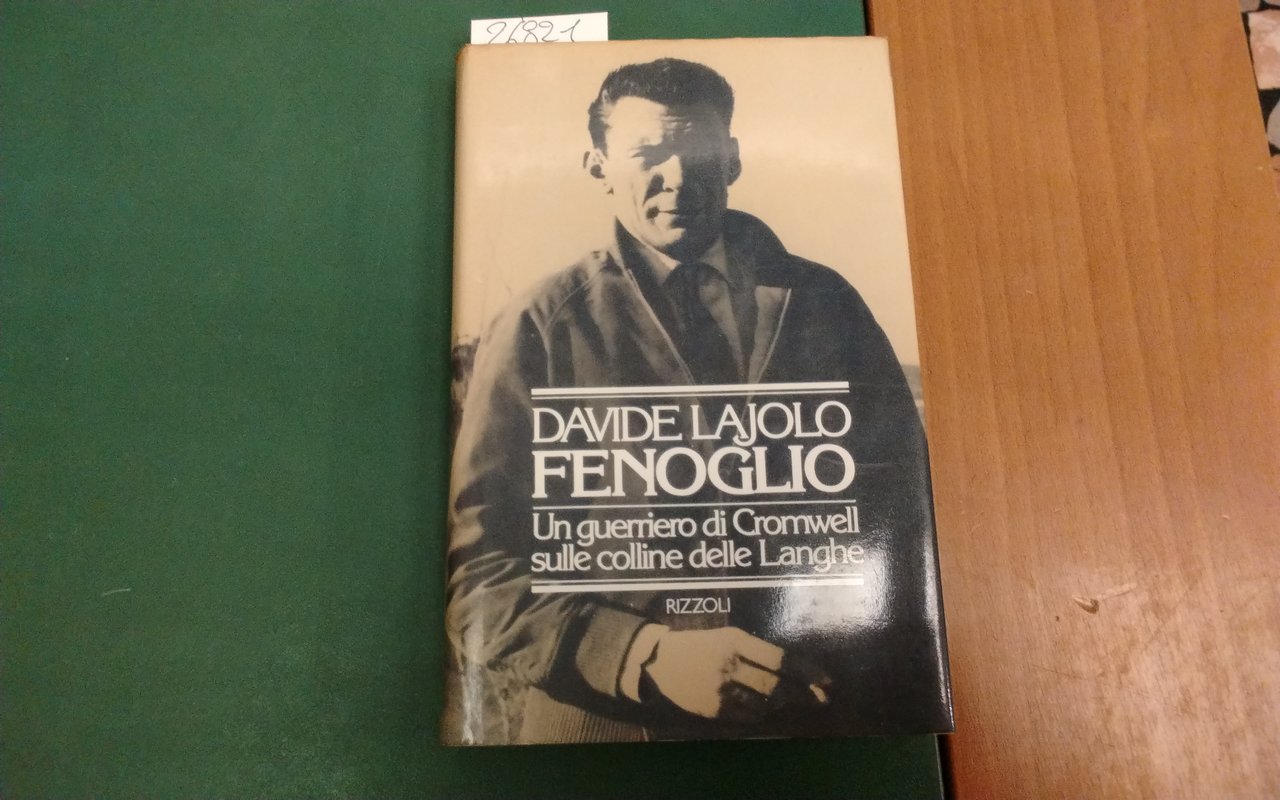 26821
DAVIDE LAJOLO
FENOGLIO
Un guerriero di Cromwell
sulle colline delle Langhe
RIZZOLI